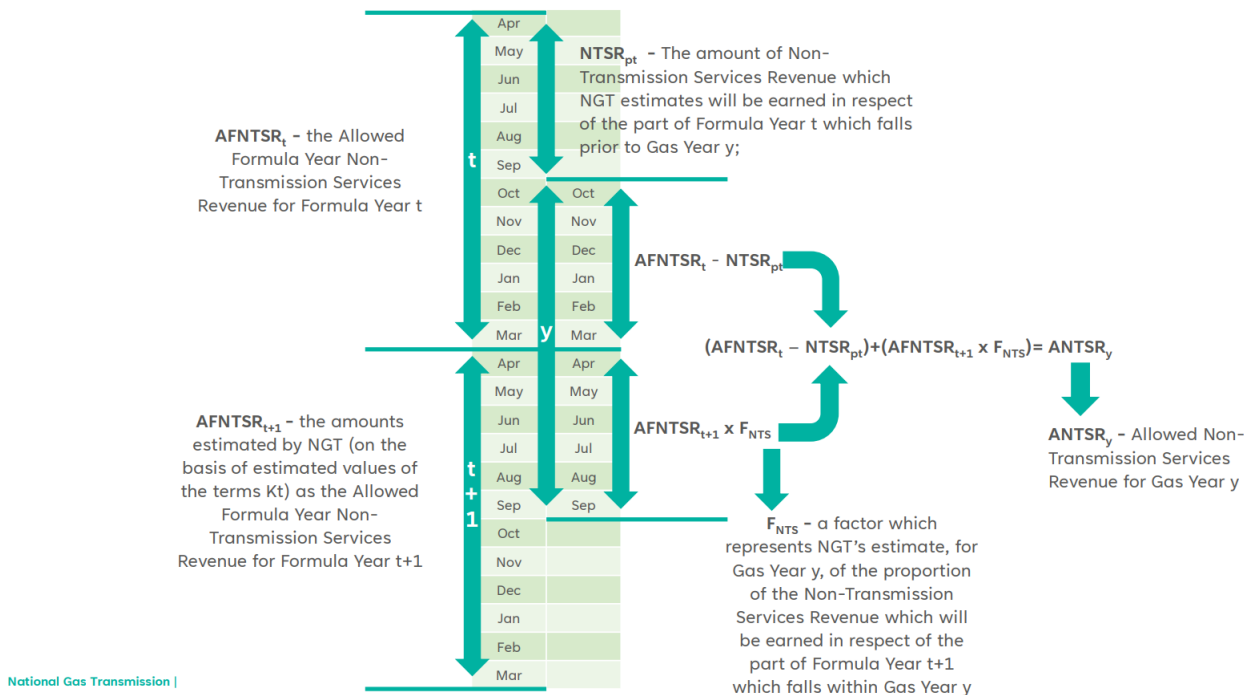 Apr
May
Jun
Jul
Aug
Sep
Oct
Nov
Dec
Jan
Feb
Mar
Apr
May
Jun
Jul
Aug
Sep
Oct
Nov
Dec
Jan
Feb
Mar
Oct
Nov
Dec
Jan
Feb
Mar
Apr
May
Jun
Jul
Aug
Sep
t
y
t
+
1
AFNTSRt - the Allowed
Formula Year Non-
Transmission Services
Revenue for Formula Year t
NTSRpt - The amount of Non-
Transmission Services Revenue which
NGT estimates will be earned in respect
of the part of Formula Year t which falls
prior to Gas Year y;
AFNTSRt - NTSRpt
(AFNTSRt – NTSRpt)+(AFNTSRt+1 x FNTS)= ANTSRy
AFNTSRt+1 - the amounts
estimated by NGT (on the
basis of estimated values of
the terms Kt) as the Allowed
Formula Year Non-
Transmission Services
Revenue for Formula Year t+1
AFNTSRt+1 x FNTS
ANTSRy - Allowed Non-
Transmission Services
Revenue for Gas Year y
FNTS - a factor which
represents NGT's estimate, for
Gas Year y, of the proportion
of the Non-Transmission
Services Revenue which will
be earned in respect of the
part of Formula Year t+1
which falls within Gas Year y
National Gas Transmission |